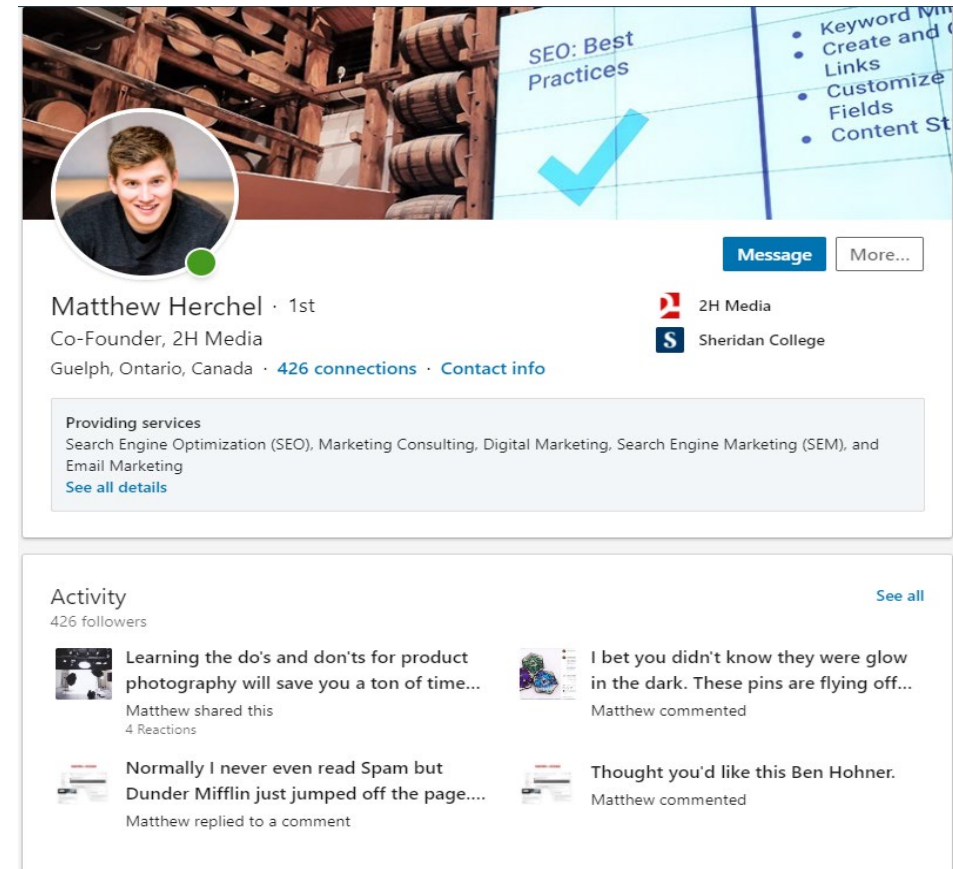 SEO: Best
Practices
Keyword
Create and
Links
Customize
Fields
Content
Message
More...
Matthew Herchel · 1st
Co-Founder, 2H Media
Guelph, Ontario, Canada · 426 connections · Contact info
2H Media
S
Sheridan College
Providing services
Search Engine Optimization (SEO), Marketing Consulting, Digital Marketing, Search Engine Marketing (SEM), and
Email Marketing
See all details
Activity
426 followers
See all
Learning the do's and don'ts for product
photography will save you a ton of time...
Matthew shared this
4 Reactions
I bet you didn't know they were glow
in the dark. These pins are flying off...
Matthew commented
Normally I never even read Spam but
Dunder Mifflin just jumped off the page....
Matthew replied to a comment
Thought you'd like this Ben Hohner.
Matthew commented